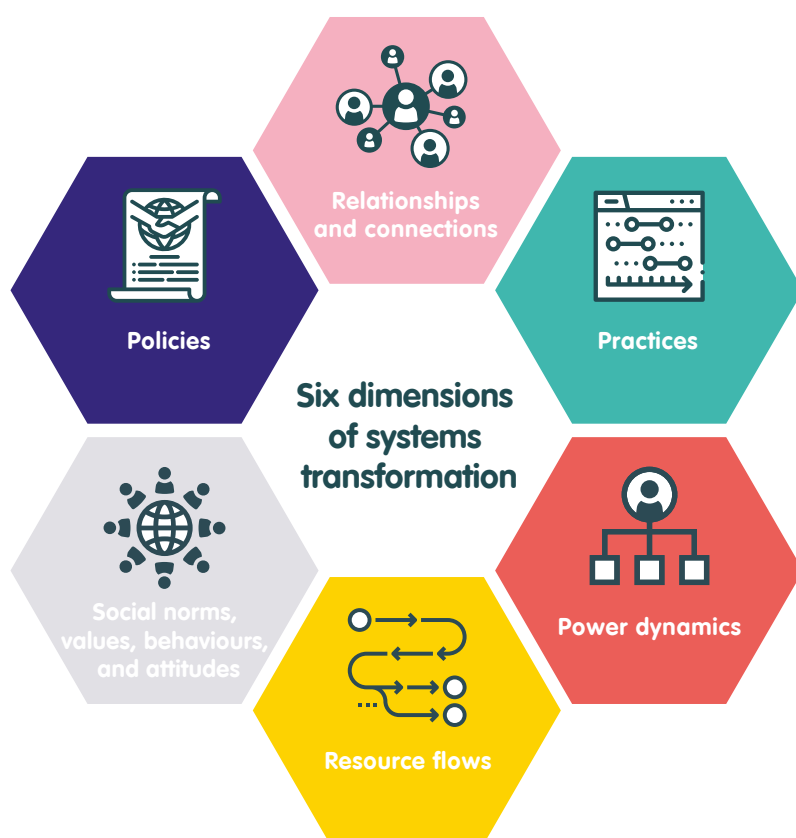 Relationships
and connections
Policies
Practices
Six dimensions
of systems
transformation
Social norms,
values, behaviours,
and attitudes
Power dynamics
Resource flows